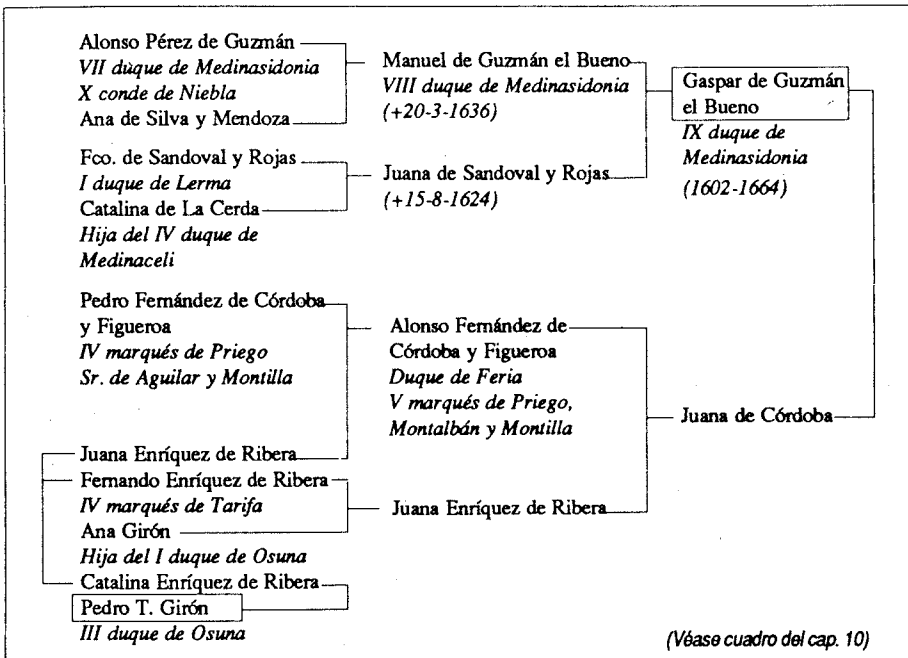 Alonso Pérez de Guzmán
VII duque de Medinasidonia
X conde de Niebla
Ana de Silva y Mendoza
Fco. de Sandoval y Rojas
I duque de Lerma
Catalina de La Cerda
Hija del IV duque de
Medinaceli
Pedro Fernández de Córdoba
y Figueroa
IV marqués de Priego
Sr. de Aguilar y Montilla
Juana Enríquez de Ribera
Fernando Enríquez de Ribera
IV marqués de Tarifa
Ana Girón
Hija del I duque de Osuna
Catalina Enríquez de Ribera
Pedro T. Girón
III duque de Osuna
Manuel de Guzmán el Bueno
VIII duque de Medinasidonia
(+20-3-1636)
Juana de Sandoval y Rojas
(+15-8-1624)
Alonso Fernández de
Córdoba y Figueroa
Duque de Feria
V marqués de Priego,
Montalbán y Montilla
Juana Enríquez de Ribera
Gaspar de Guzmán
el Bueno
IX duque de
Medinasidonia
(1602-1664)
Juana de Córdoba
(Véase cuadro del cap. 10)